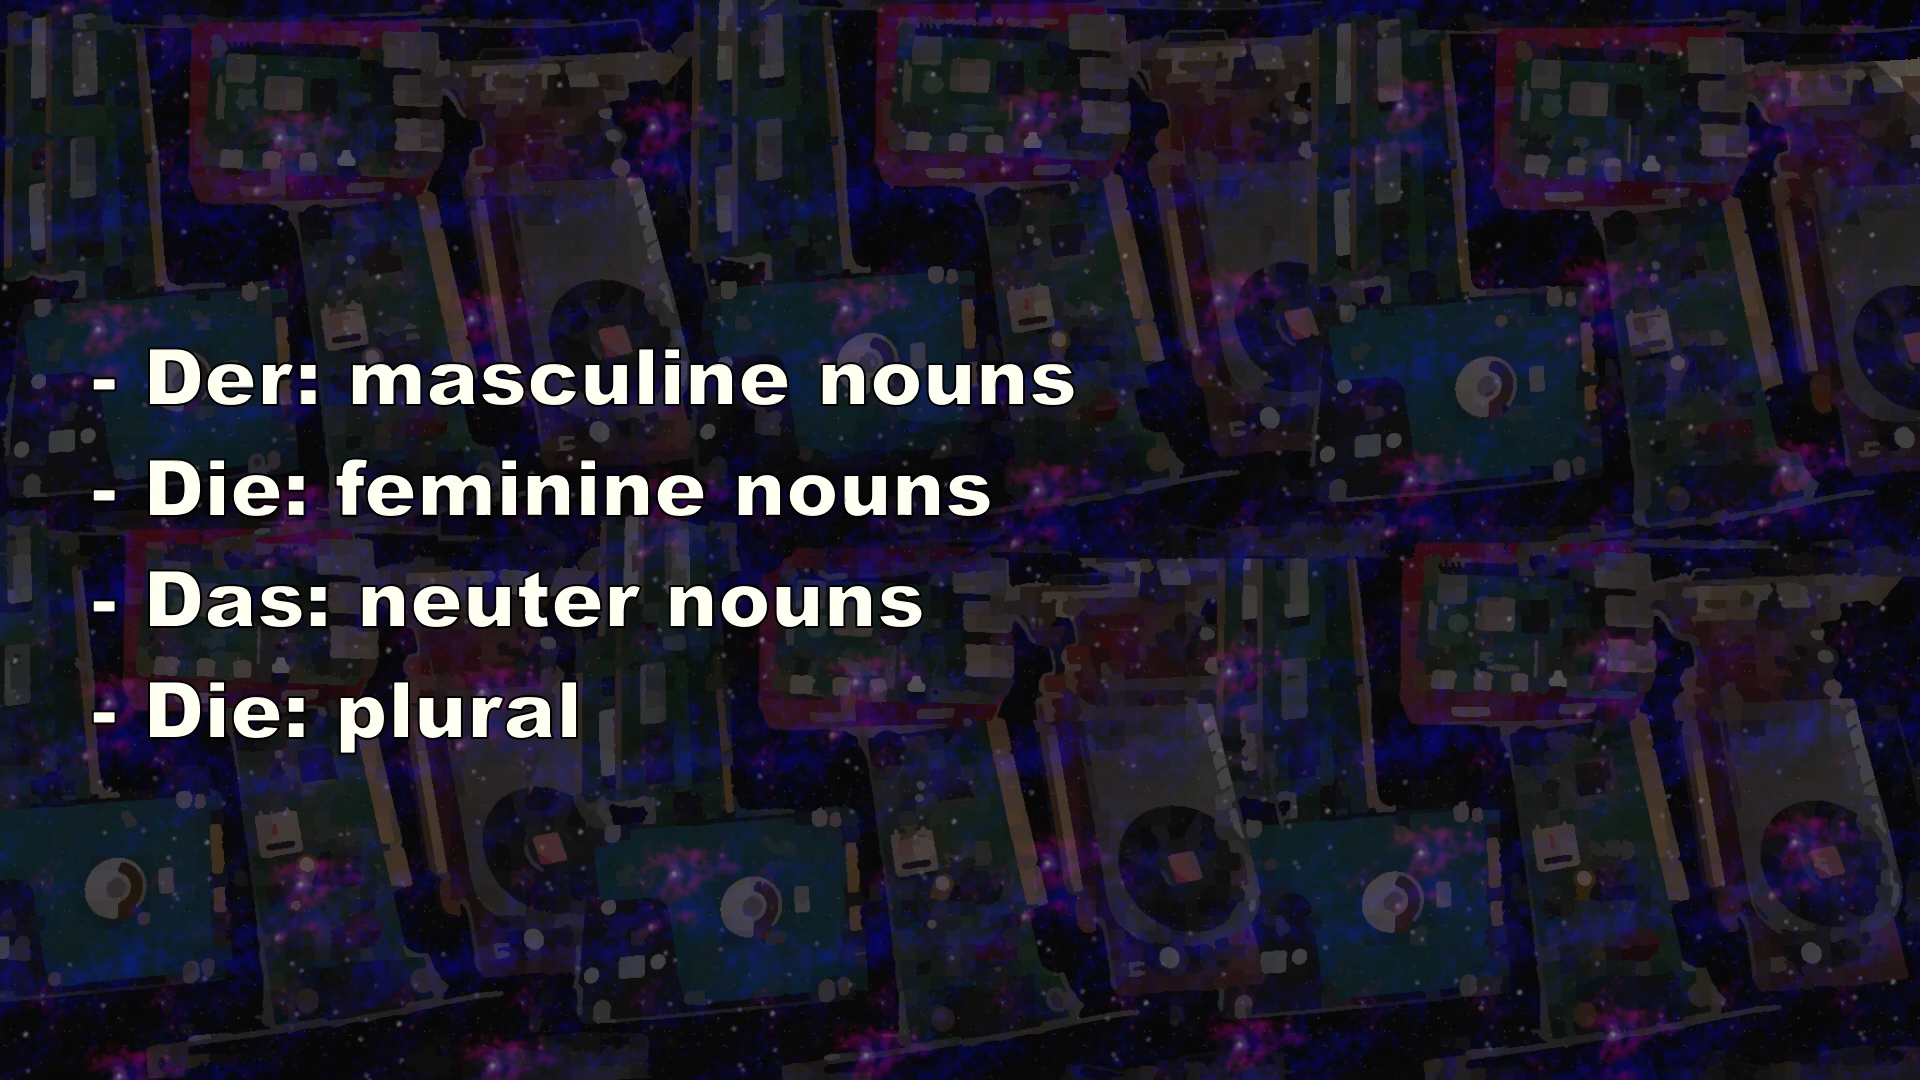 - Der: masculine nouns
- Die: feminine nouns
- Das: neuter nouns
- Die: plural